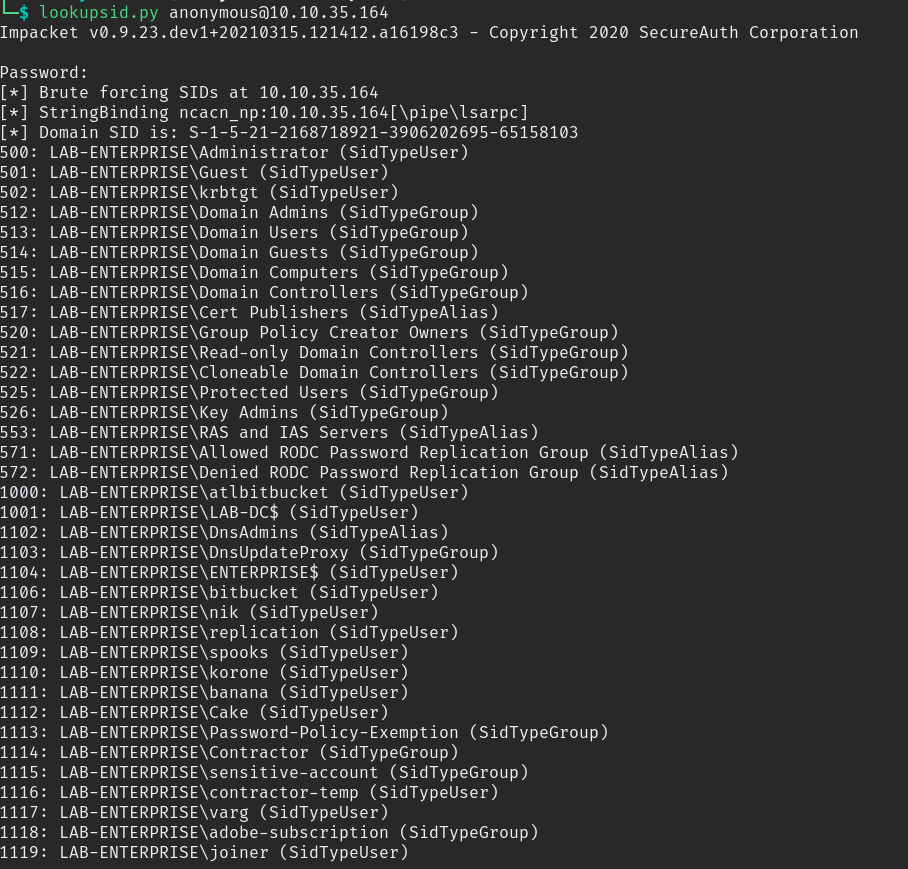 └─$ lookupsid.py anonymous@10.10.35.164
Impacket v0.9.23.dev1+20210315.121412.a16198c3 - Copyright 2020 SecureAuth Corporation
Password:
[*] Brute forcing SIDs at 10.10.35.164
[*] StringBinding ncacn_np:10.10.35.164[\pipe\lsarpc]
[*] Domain SID is: S-1-5-21-2168718921-3906202695-65158103
500: LAB-ENTERPRISE\Administrator (SidTypeUser)
501: LAB-ENTERPRISE\Guest (SidTypeUser)
502: LAB-ENTERPRISE\krbtgt (SidTypeUser)
512: LAB-ENTERPRISE\Domain Admins (SidTypeGroup)
513: LAB-ENTERPRISE\Domain Users (SidTypeGroup)
514: LAB-ENTERPRISE\Domain Guests (SidTypeGroup)
515: LAB-ENTERPRISE\Domain Computers (SidTypeGroup)
516: LAB-ENTERPRISE\Domain Controllers (SidTypeGroup)
517: LAB-ENTERPRISE\Cert Publishers (SidTypeAlias)
520: LAB-ENTERPRISE\Group Policy Creator Owners (SidTypeGroup)
521: LAB-ENTERPRISE\Read-only Domain Controllers (SidTypeGroup)
522: LAB-ENTERPRISE\Cloneable Domain Controllers (SidTypeGroup)
525: LAB-ENTERPRISE\Protected Users (SidTypeGroup)
526: LAB-ENTERPRISE\Key Admins (SidTypeGroup)
553: LAB-ENTERPRISE\RAS and IAS Servers (SidTypeAlias)
571: LAB-ENTERPRISE\Allowed RODC Password Replication Group (SidTypeAlias)
572: LAB-ENTERPRISE\Denied RODC Password Replication Group (SidTypeAlias)
1000: LAB-ENTERPRISE\atlbitbucket (SidTypeUser)
1001: LAB-ENTERPRISE\LAB-DC$ (SidTypeUser)
1102: LAB-ENTERPRISE\DnsAdmins (SidTypeAlias)
1103: LAB-ENTERPRISE\DnsUpdateProxy (SidTypeGroup)
1104: LAB-ENTERPRISE\ENTERPRISE$ (SidTypeUser)
1106: LAB-ENTERPRISE\bitbucket (SidTypeUser)
1107: LAB-ENTERPRISE\nik (SidTypeUser)
1108: LAB-ENTERPRISE\replication (SidTypeUser)
1109: LAB-ENTERPRISE\spooks (SidTypeUser)
1110: LAB-ENTERPRISE\korone (SidTypeUser)
1111: LAB-ENTERPRISE\banana (SidTypeUser)
1112: LAB-ENTERPRISE\Cake (SidTypeUser)
1113: LAB-ENTERPRISE\Password-Policy-Exemption (SidTypeGroup)
1114: LAB-ENTERPRISE\Contractor (SidTypeGroup)
1115: LAB-ENTERPRISE\sensitive-account (SidTypeGroup)
1116: LAB-ENTERPRISE\contractor-temp (SidTypeUser)
1117: LAB-ENTERPRISE\varg (SidTypeUser)
1118: LAB-ENTERPRISE\adobe-subscription (SidTypeGroup)
1119: LAB-ENTERPRISE\joiner (SidTypeUser)